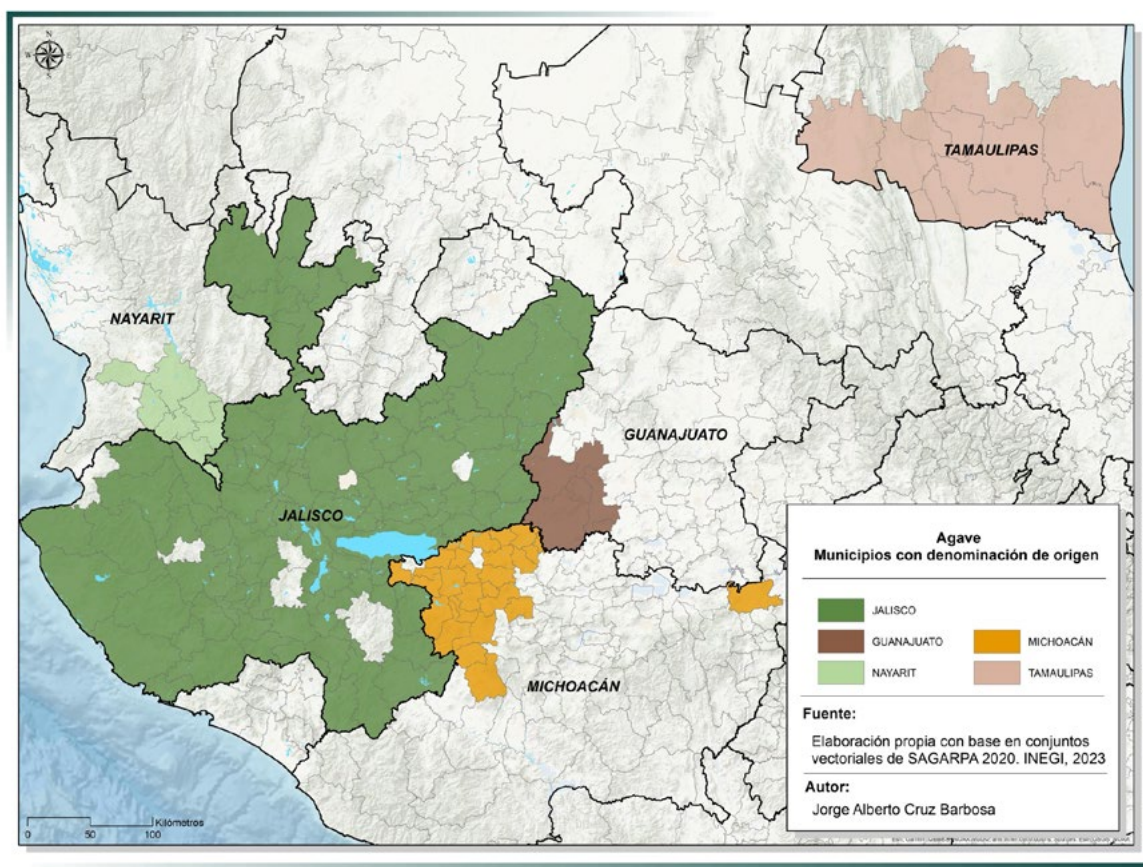 N
W
E
S
TAMAULIPAS
NAYARIT
GUANAJUATO
JALISCO
MICHOACÁN
Agave
Municipios con denominación de origen
JALISCO
GUANAJUATO
MICHOACÁN
NAYARIT
TAMAULIPAS
Fuente:
Elaboración propia con base en conjuntos
vectoriales de SAGARPA 2020. INEGI, 2023
Autor:
Jorge Alberto Cruz Barbosa
Kilómetros
0 50 100